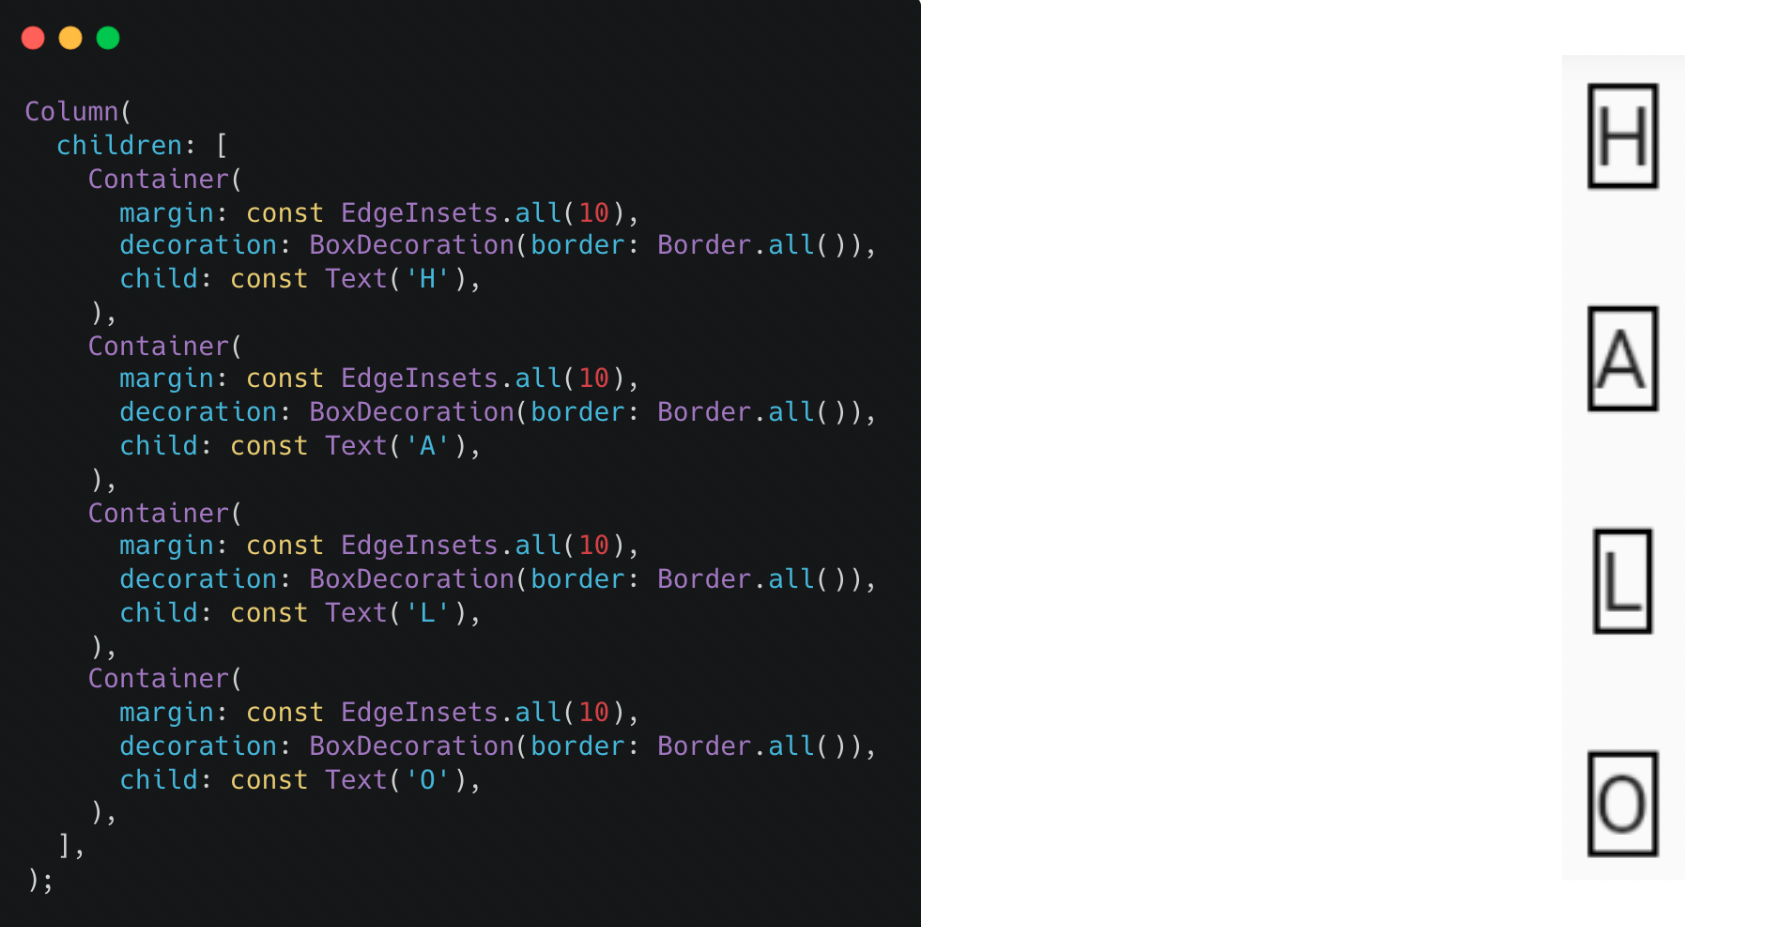 Column(
  children: [
    Container(
      margin: const EdgeInsets.all(10),
      decoration: BoxDecoration(border: Border.all()),
      child: const Text('H'),
    ),
    Container(
      margin: const EdgeInsets.all(10),
      decoration: BoxDecoration(border: Border.all()),
      child: const Text('A'),
    ),
    Container(
      margin: const EdgeInsets.all(10),
      decoration: BoxDecoration(border: Border.all()),
      child: const Text('L'),
    ),
    Container(
      margin: const EdgeInsets.all(10),
      decoration: BoxDecoration(border: Border.all()),
      child: const Text('O'),
    ),
  ],
);
H
A
L
O